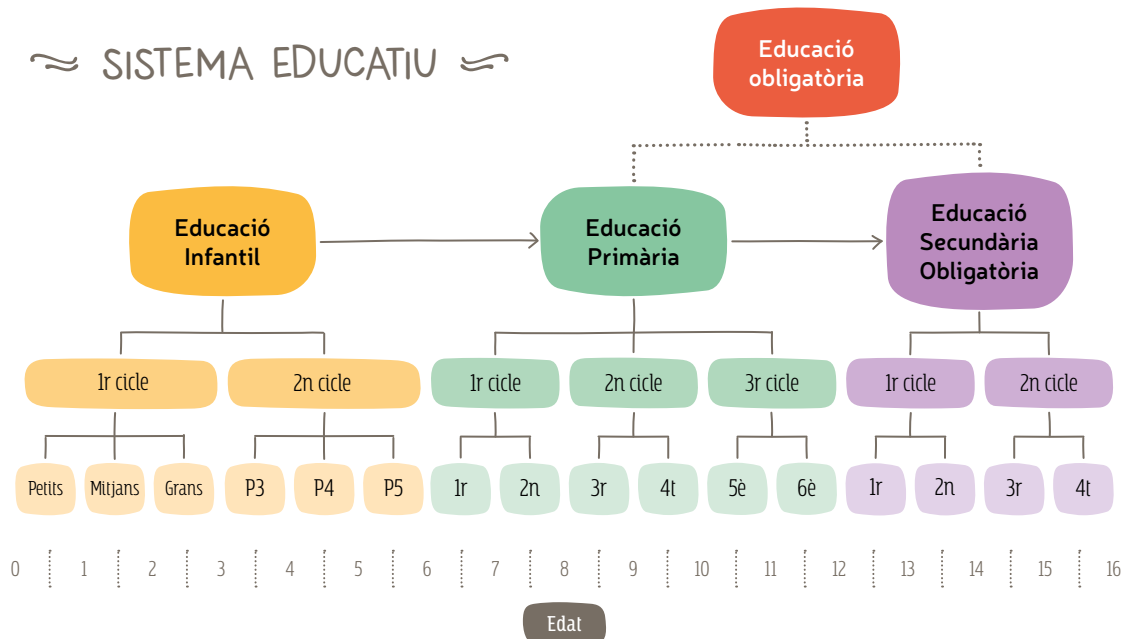 SISTEMA EDUCATIU
Educació
obligatòria
Educació
Infantil
Educació
Primària
Educació
Secundària
Obligatòria
1r cicle
2n cicle
1r cicle
2n cicle
3r cicle
1r cicle
2n cicle
Petits
Mitjans
Grans
P3
P4
P5
1r
2n
3r
4t
5è
6è
1r
2n
3r
4t
0 1 2 3 4 5 6 7 8 9 10 11 12 13 14 15 16
Edat